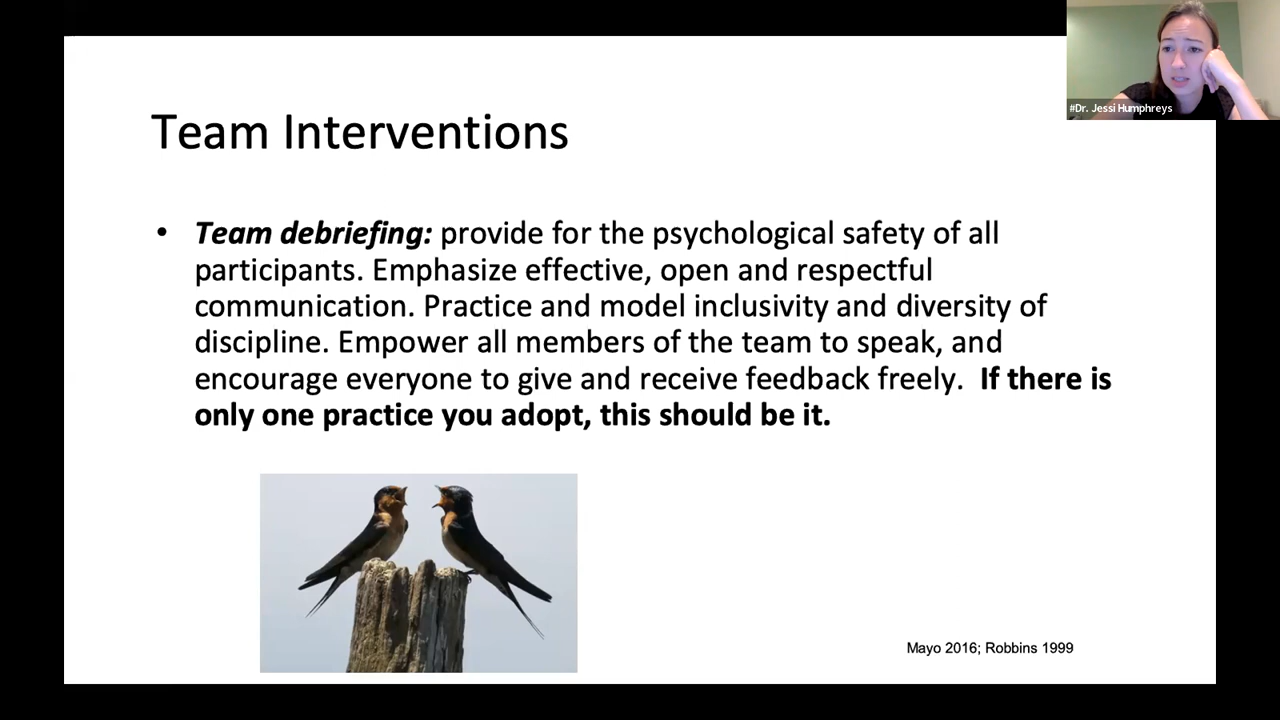 #Dr. Jessi Humphreys
Team Interventions
• Team debriefing: provide for the psychological safety of all
participants. Emphasize effective, open and respectful
communication. Practice and model inclusivity and diversity of
discipline. Empower all members of the team to speak, and
encourage everyone to give and receive feedback freely.  If there is
only one practice you adopt, this should be it.
Mayo 2016; Robbins 1999